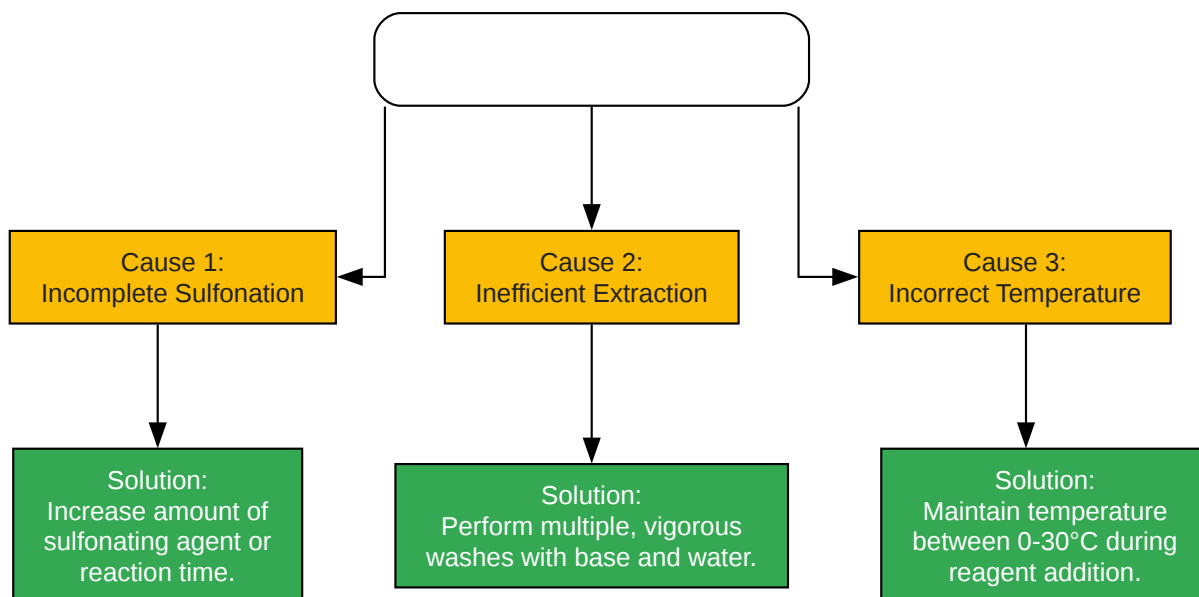 Cause 1:
Incomplete Sulfonation
Cause 2:
Inefficient Extraction
Cause 3:
Incorrect Temperature
Solution:
Increase amount of
sulfonating agent or
reaction time.
Solution:
Perform multiple, vigorous
washes with base and water.
Solution:
Maintain temperature
between 0-30°C during
reagent addition.